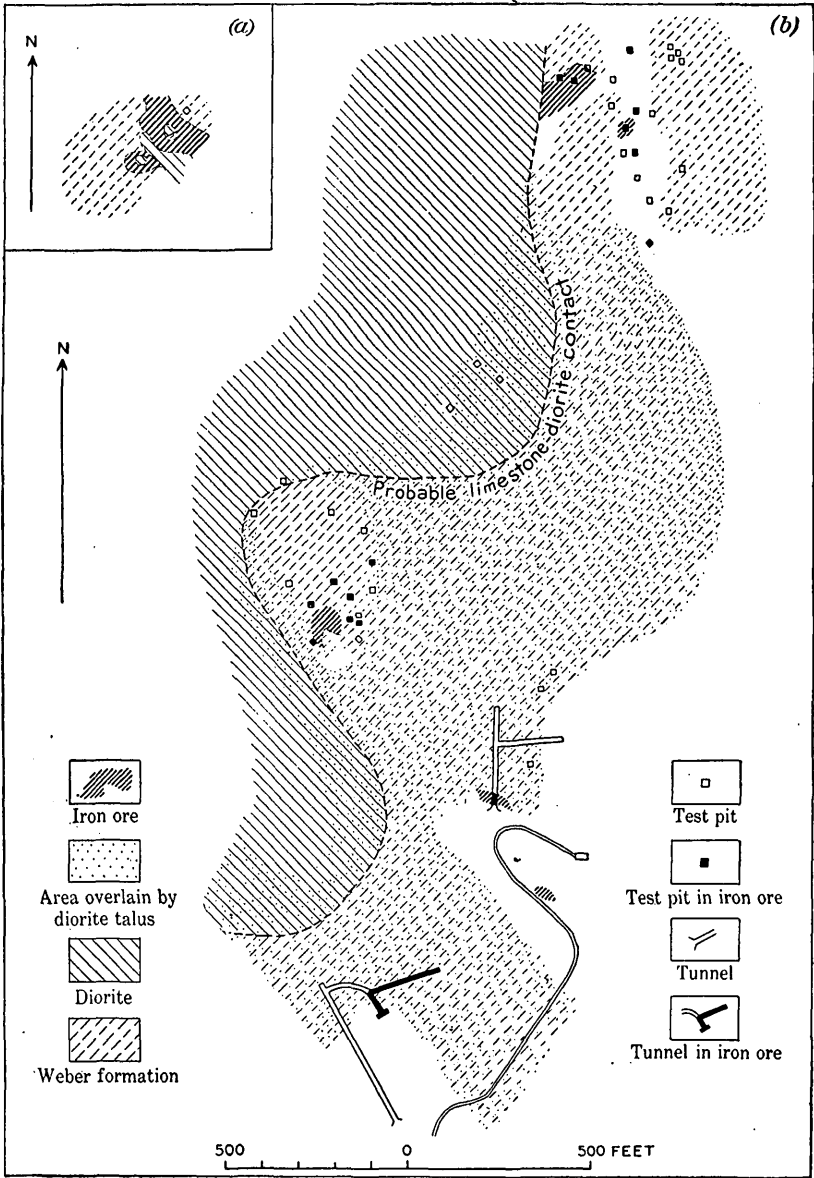 (a)
N
(b)
N
Probable limestone diorite contact
Iron ore
Area overlain by
diorite talus
Diorite
Weber formation
Test pit
Test pit in iron ore
Tunnel
Tunnel in iron ore
500 0 500 FEET